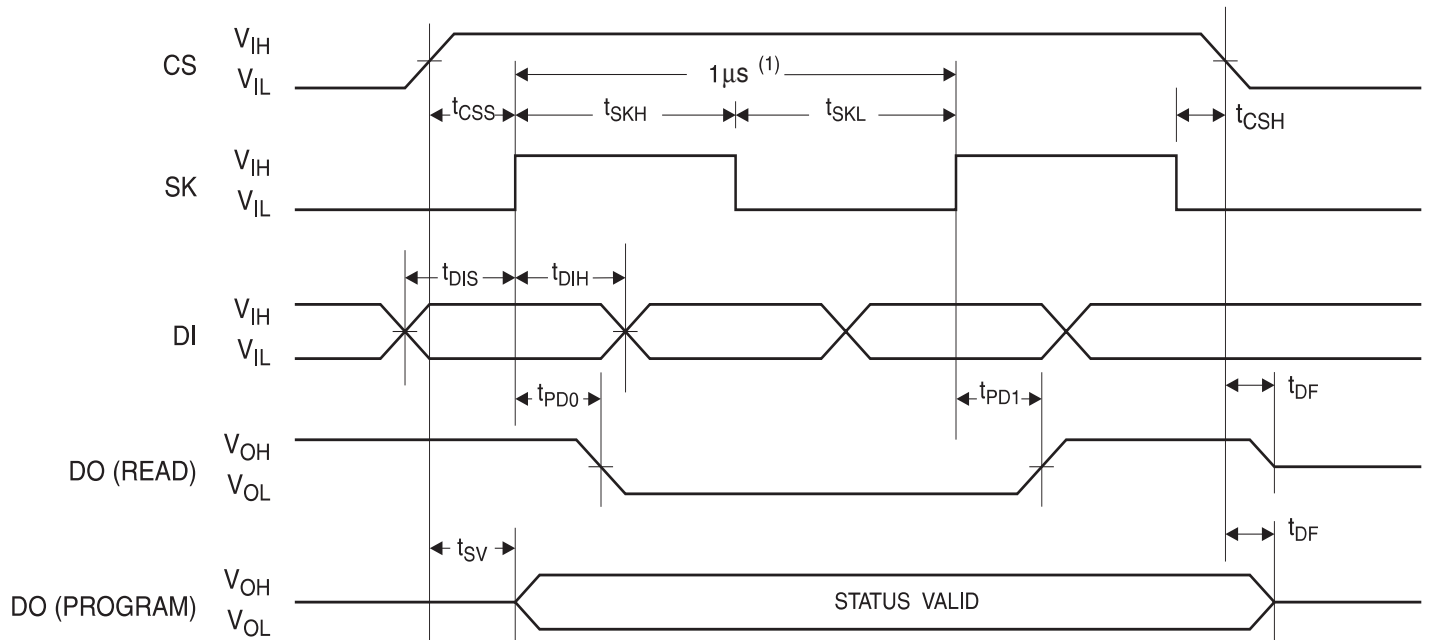 CS VIH
VIL
1µs (1)
tCSS tSKH tSKL tCSH
SK VIH
VIL
tDIS tDIH
DI VIH
VIL
tPD0 tPD1 tDF
DO (READ) VOH
VOL
tSV tDF
DO (PROGRAM) VOH
VOL
STATUS VALID